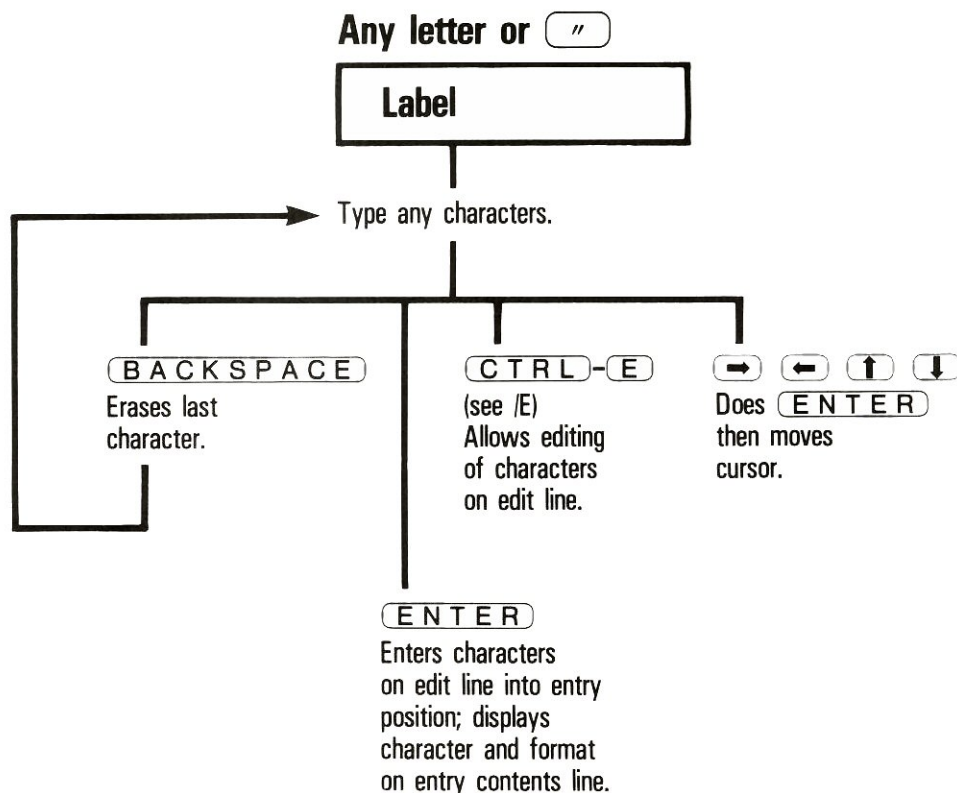 Any letter or "
Label
Type any characters.
BACKSPACE
Erases last
character.
CTRL-E
(see /E)
Allows editing
of characters
on edit line.
→ ← ↑ ↓
Does ENTER
then moves
cursor.
ENTER
Enters characters
on edit line into entry
position; displays
character and format
on entry contents line.